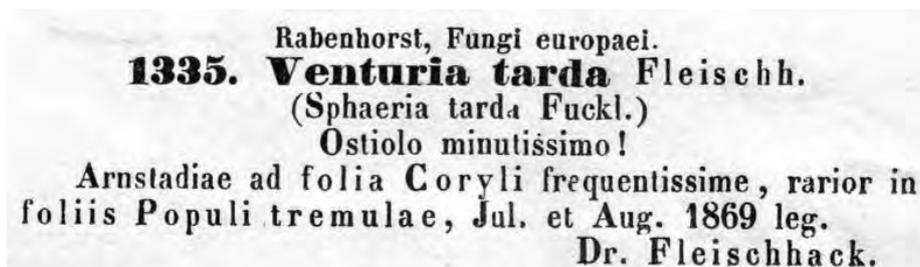 Rabenhorst, Fungi europaei.
1335. Venturia tarda Fleischh.
(Sphaeria tarda Fuckl.)
Ostiolo minutissimo!
Arnstadiae ad folia Coryli frequentissime, rarior in
foliis Populi tremulae, Jul. et Aug. 1869 leg.
Dr. Fleischhack.